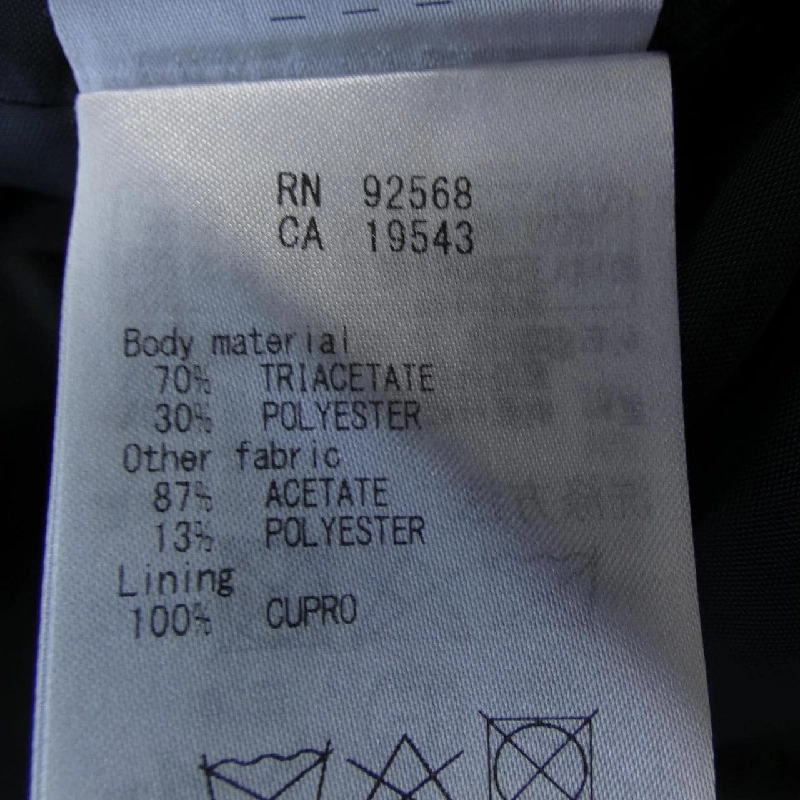 RN 92568
CA 19543
Body material
70% TRIACETATE
30% POLYESTER
Other fabric
87% ACETATE
13% POLYESTER
Lining
100% CUPRO